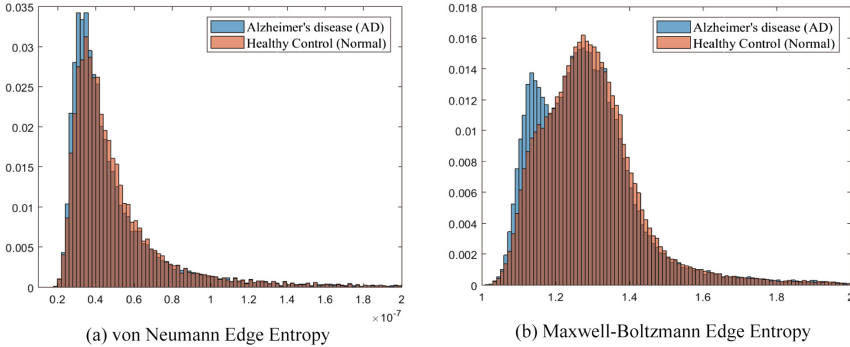 0.035
0.03
0.025
0.02
0.015
0.01
0.005
0
0.2 0.4 0.6 0.8 1 1.2 1.4 1.6 1.8 2
×10-7
Alzheimer's disease (AD)
Healthy Control (Normal)
(a) von Neumann Edge Entropy
0.018
0.016
0.014
0.012
0.01
0.008
0.006
0.004
0.002
0
1 1.2 1.4 1.6 1.8 2
Alzheimer's disease (AD)
Healthy Control (Normal)
(b) Maxwell-Boltzmann Edge Entropy